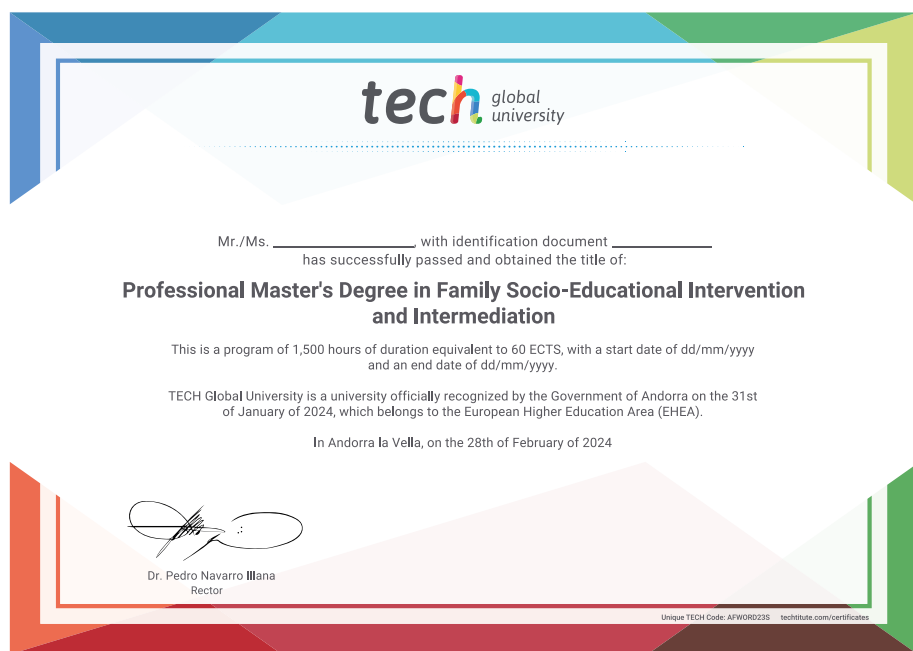 tech global university
Mr./Ms. ____________________, with identification document ______________
has successfully passed and obtained the title of:
Professional Master's Degree in Family Socio-Educational Intervention
and Intermediation
This is a program of 1,500 hours of duration equivalent to 60 ECTS, with a start date of dd/mm/yyyy
and an end date of dd/mm/yyyy.
TECH Global University is a university officially recognized by the Government of Andorra on the 31st
of January of 2024, which belongs to the European Higher Education Area (EHEA).
In Andorra la Vella, on the 28th of February of 2024
Dr. Pedro Navarro Illana
Rector
Unique TECH Code: AFWORD23S techtitute.com/certificates